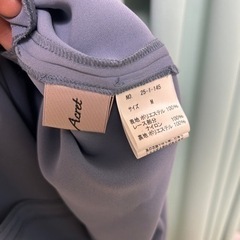 Acret
NO 25-1-145
サイズ M
表地 ポリエステル 100%
レース部分
ナイロン 100%
裏地 ポリエステル 100%